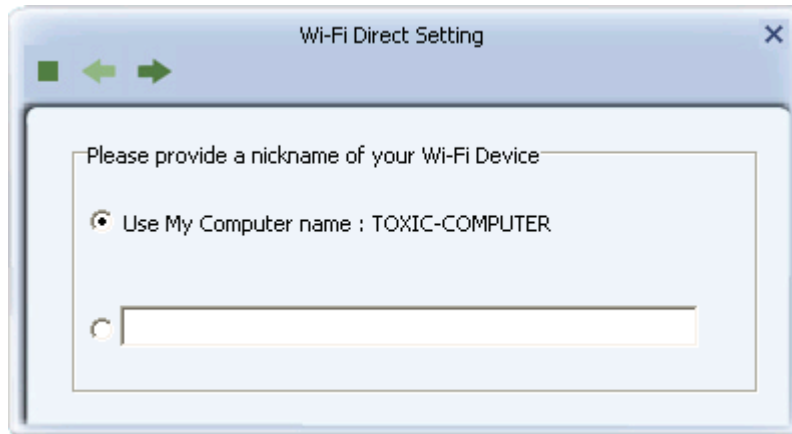 Wi-Fi Direct Setting
Please provide a nickname of your Wi-Fi Device
Use My Computer name : TOXIC-COMPUTER